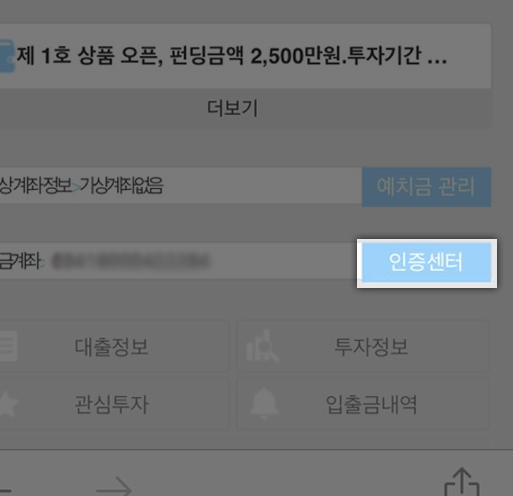 제 1호 상품 오픈, 펀딩금액 2,500만원.투자기간 ...
더보기
상계좌정보>가상계좌없음
예치금 관리
금계좌:
인증센터
대출정보
투자정보
관심투자
입출금내역